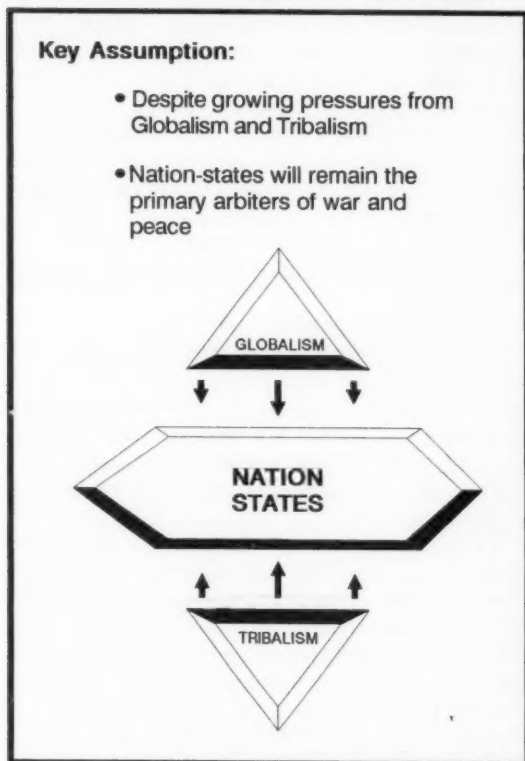 Key Assumption:
• Despite growing pressures from
Globalism and Tribalism
• Nation-states will remain the
primary arbiters of war and
peace
GLOBALISM
NATION
STATES
TRIBALISM